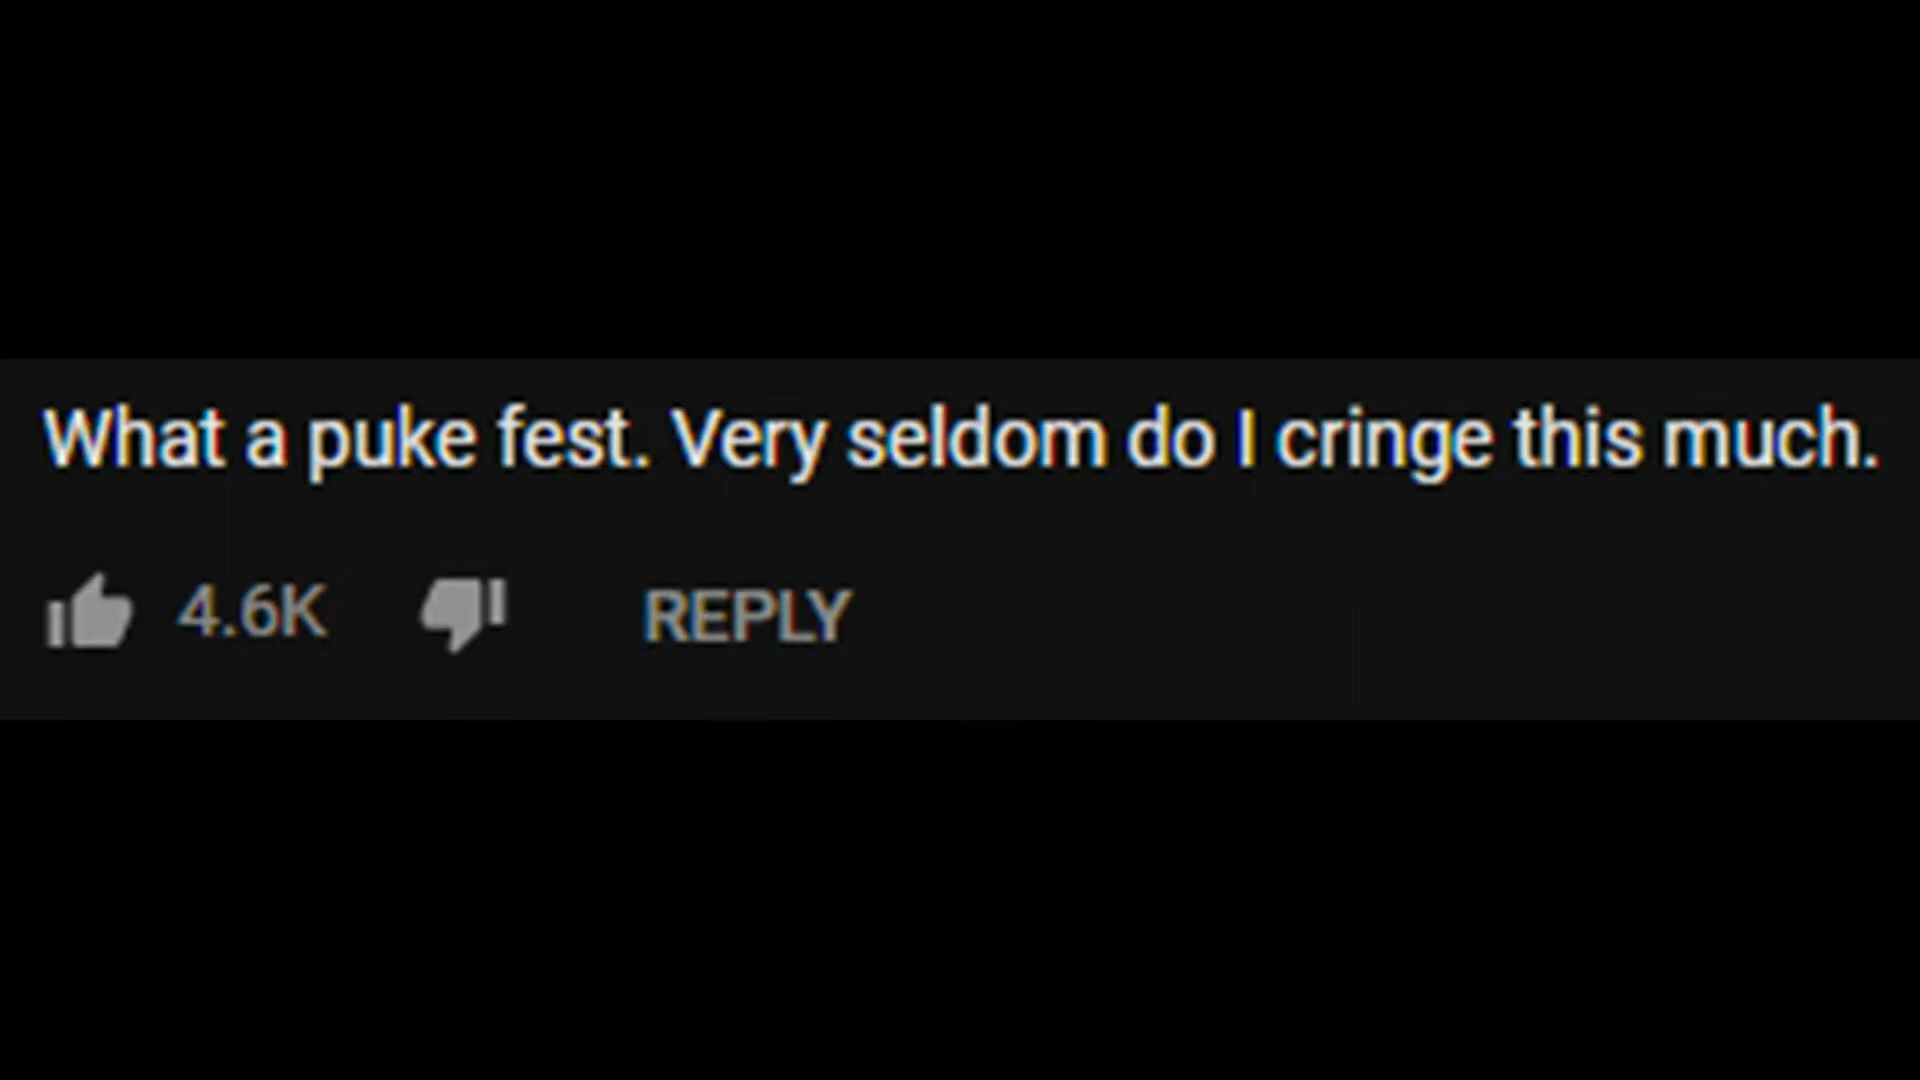 What a puke fest. Very seldom do I cringe this much.
4.6K REPLY